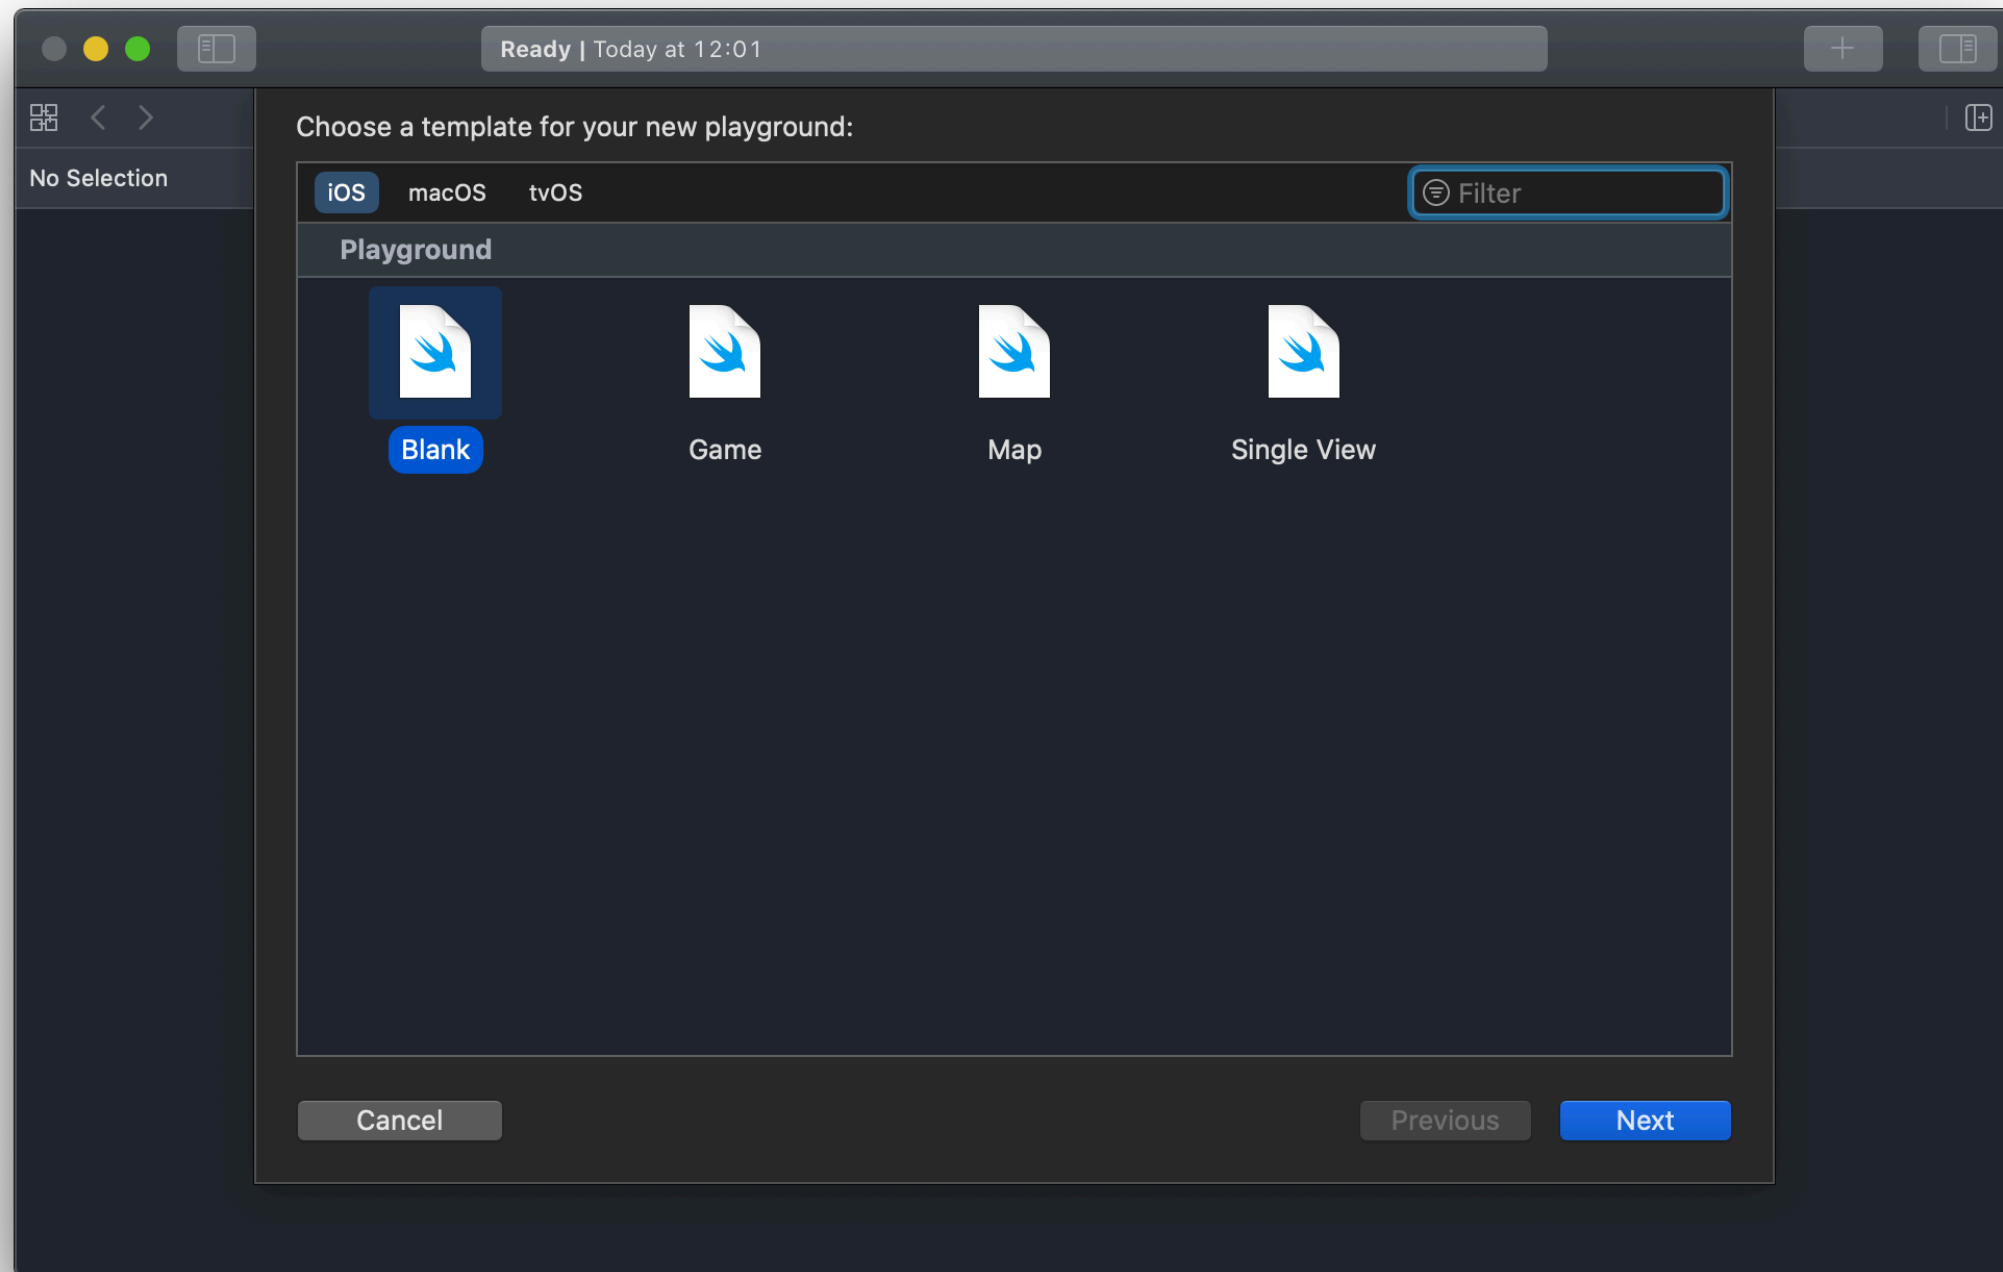 Ready | Today at 12:01
No Selection
Choose a template for your new playground:
iOS macOS tvOS Filter
Playground
Blank Game Map Single View
Cancel Previous Next